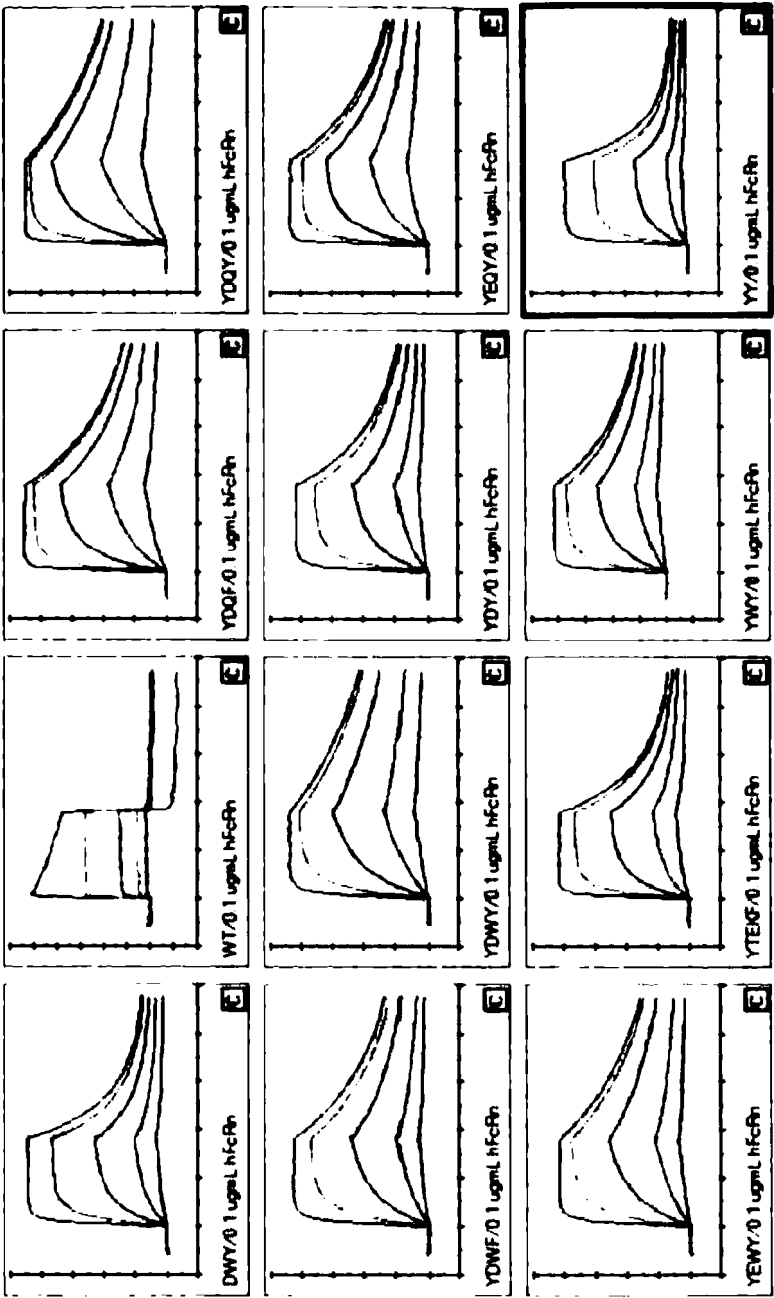 DWY/0 1 ugmL hFcRn
WT/0 1 ugmL hFcRn
YDQF/0 1 ugmL hFcRn
YDQY/0 1 ugmL hFcRn
YDWF/0 1 ugmL hFcRn
YDWY/0 1 ugmL hFcRn
YDY/0 1 ugmL hFcRn
YEQY/0 1 ugmL hFcRn
YEWY/0 1 ugmL hFcRn
YTEKF/0 1 ugmL hFcRn
YWY/0 1 ugmL hFcRn
YY/0 1 ugmL hFcRn